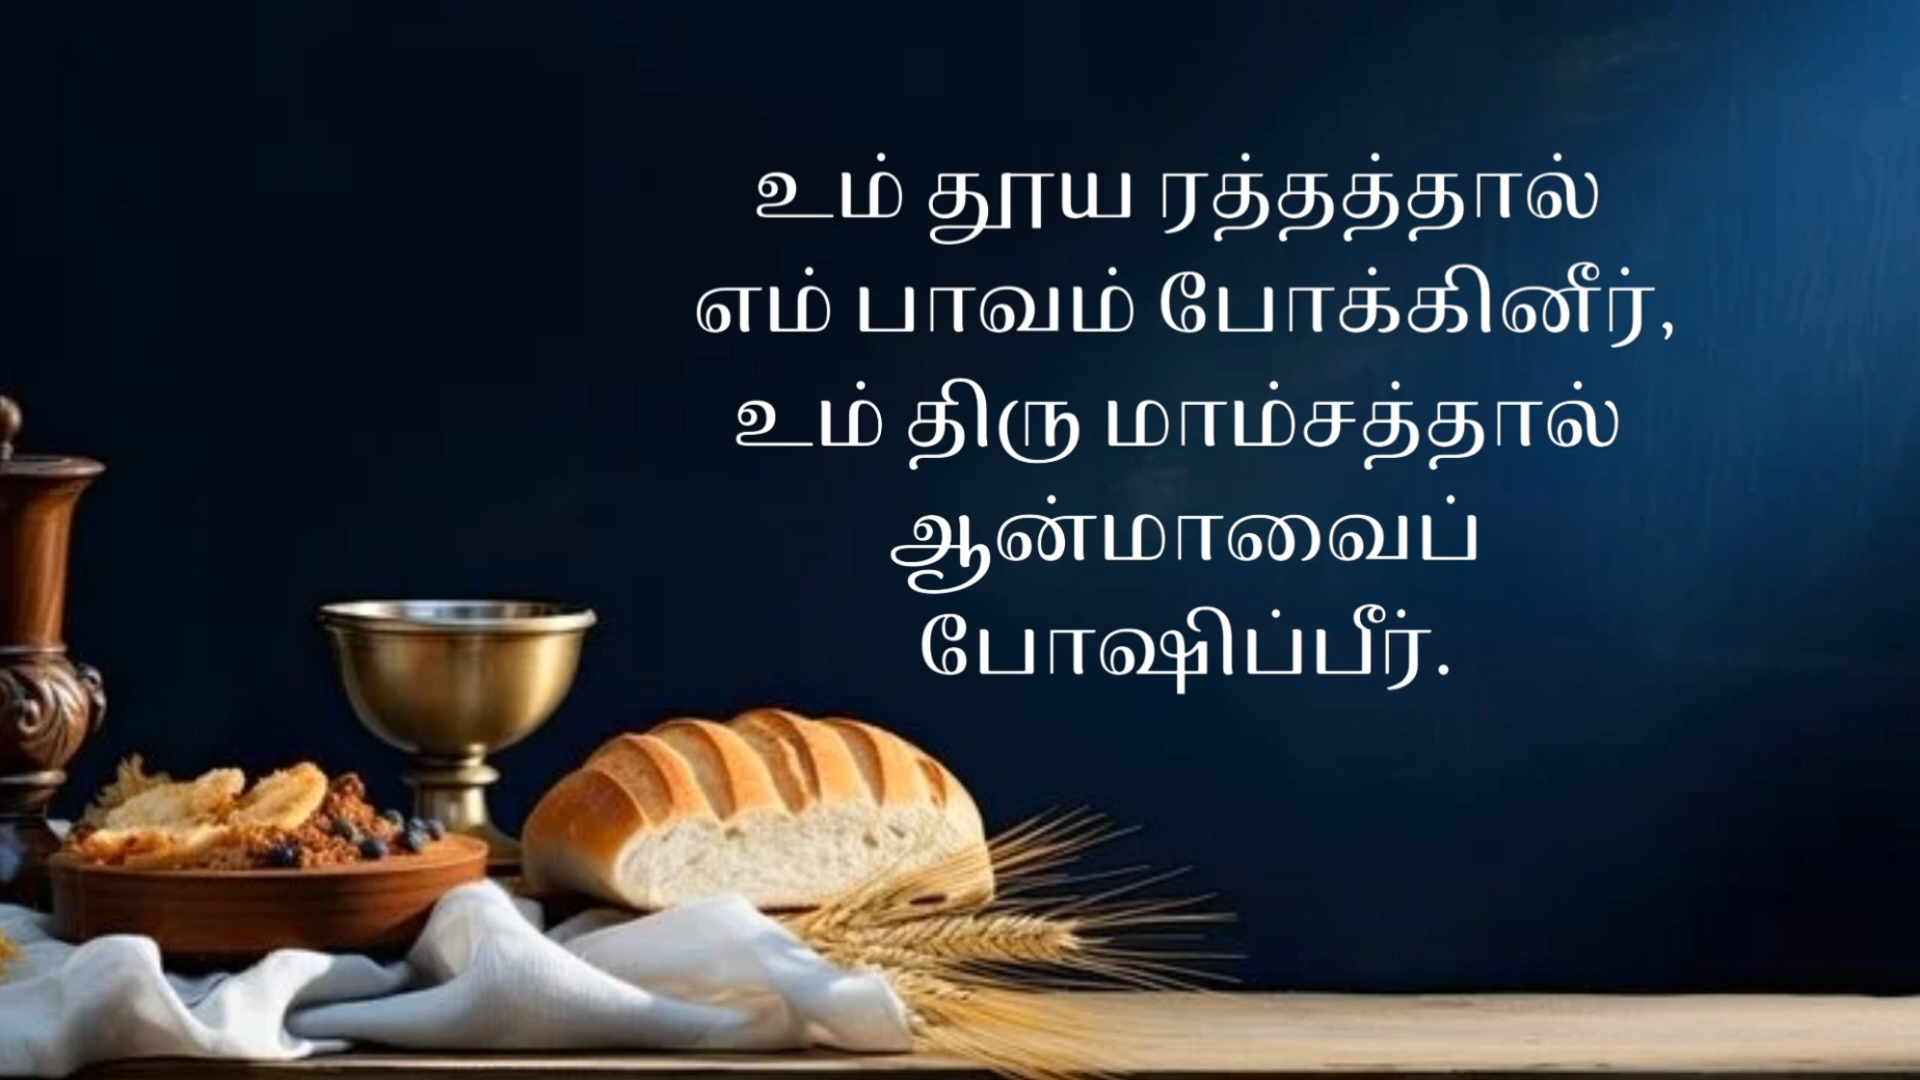 உம் தூய ரத்தத்தால்
எம் பாவம் போக்கினீர்,
உம் திரு மாம்சத்தால்
ஆன்மாவைப்
போஷிப்பீர்.